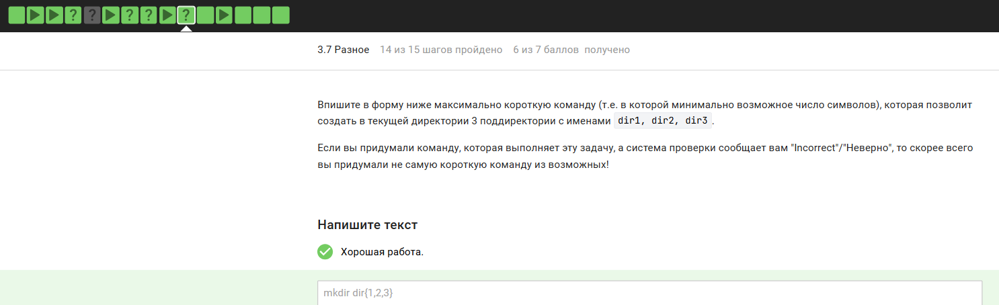 ? ? ? ? ?
3.7 Разное 14 из 15 шагов пройдено 6 из 7 баллов получено
Впишите в форму ниже максимально короткую команду (т.е. в которой минимально возможное число символов), которая позволит
создать в текущей директории 3 поддиректории с именами dir1, dir2, dir3 .
Если вы придумали команду, которая выполняет эту задачу, а система проверки сообщает вам "Incorrect"/"Неверно", то скорее всего
вы придумали не самую короткую команду из возможных!
Напишите текст
Хорошая работа.
mkdir dir{1,2,3}